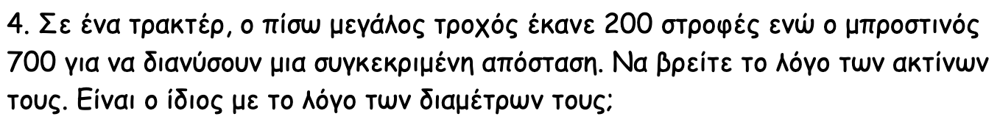 4. Σε ένα τρακτέρ, ο πίσω μεγάλος τροχός έκανε 200 στροφές ενώ ο μπροστινός
700 για να διανύσουν μια συγκεκριμένη απόσταση. Να βρείτε το λόγο των ακτίνων
τους. Είναι ο ίδιος με το λόγο των διαμέτρων τους;